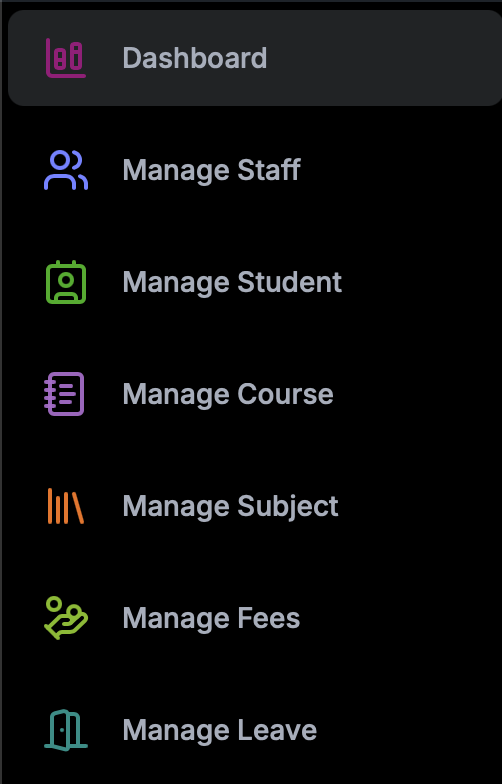 Dashboard
Manage Staff
Manage Student
Manage Course
Manage Subject
Manage Fees
Manage Leave